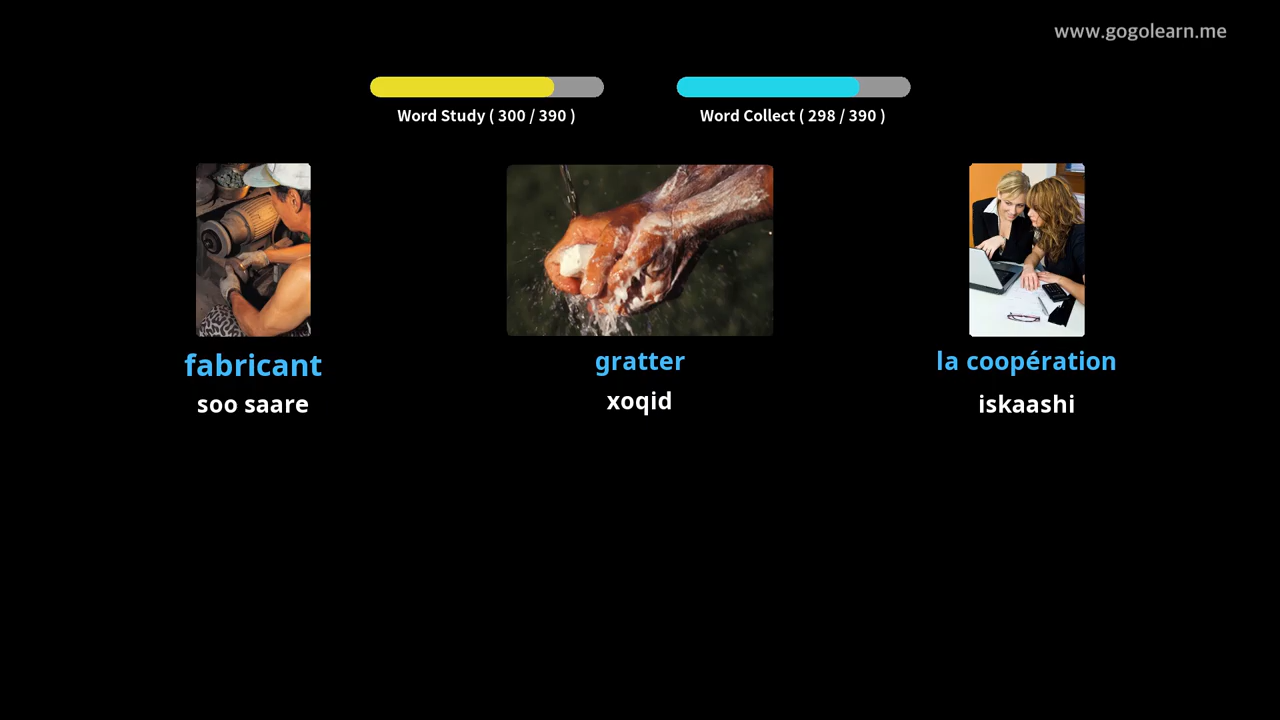 www.gogolearn.me
Word Study ( 300 / 390 )
Word Collect ( 298 / 390 )
fabricant
soo saare
gratter
xoqid
la coopération
iskaashi